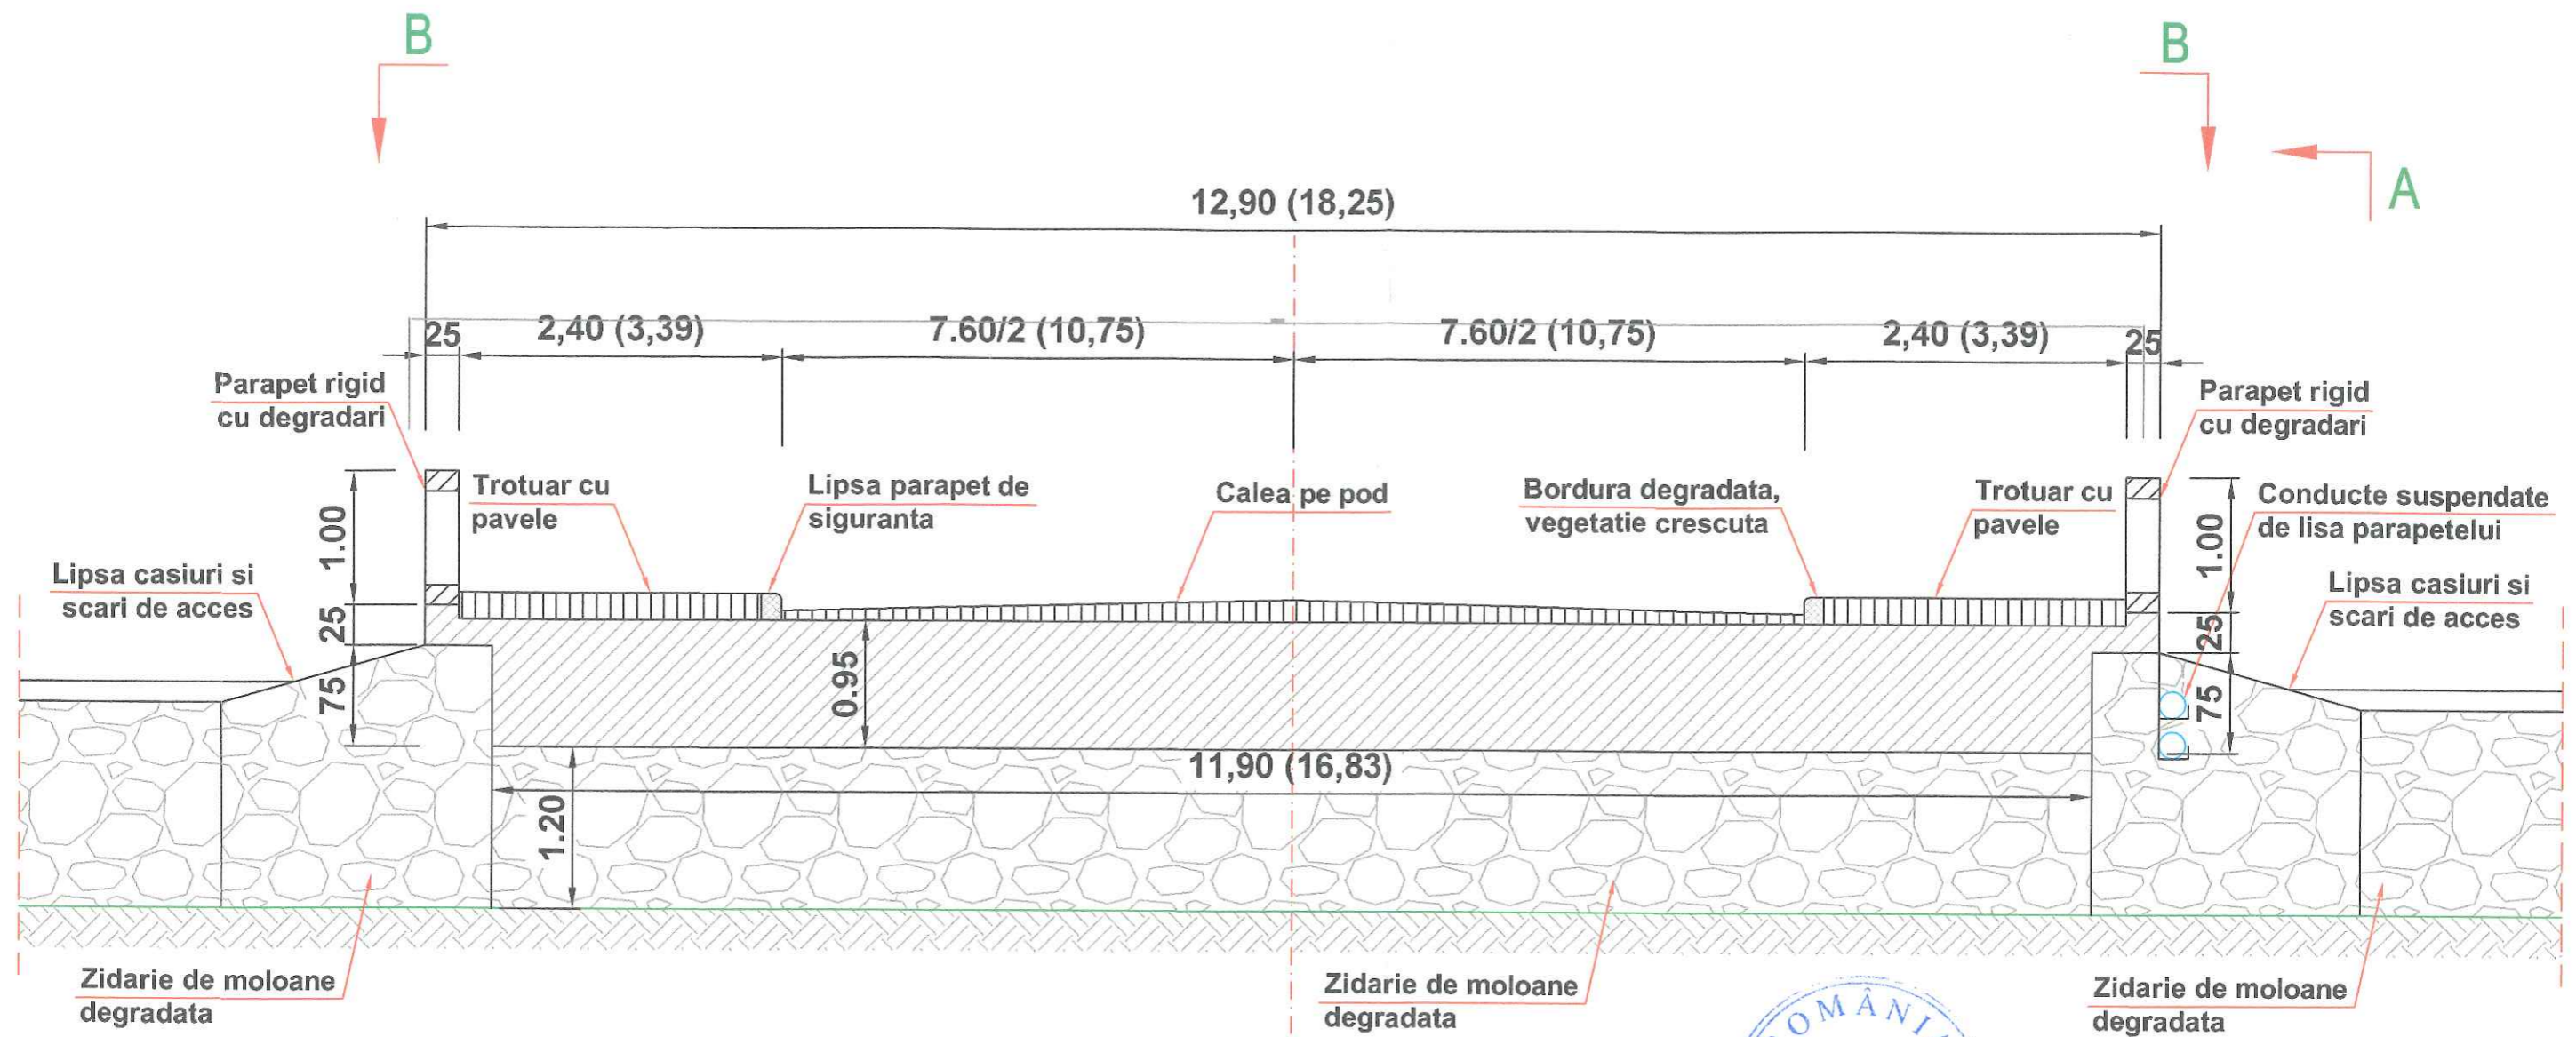 B
B
A
12,90 (18,25)
25
2,40 (3,39)
7.60/2 (10,75)
7.60/2 (10,75)
2,40 (3,39)
25
Parapet rigid
cu degradari
Parapet rigid
cu degradari
Trotuar cu
pavele
Lipsa parapet de
siguranta
Calea pe pod
Bordura degradata,
vegetatie crescuta
Trotuar cu
pavele
Conducte suspendate
de lisa parapetelui
1.00
25
75
1.00
25
75
Lipsa casiuri si
scari de acces
Lipsa casiuri si
scari de acces
0.95
11,90 (16,83)
1.20
Zidarie de moloane
degradata
Zidarie de moloane
degradata
Zidarie de moloane
degradata
OMÂNI